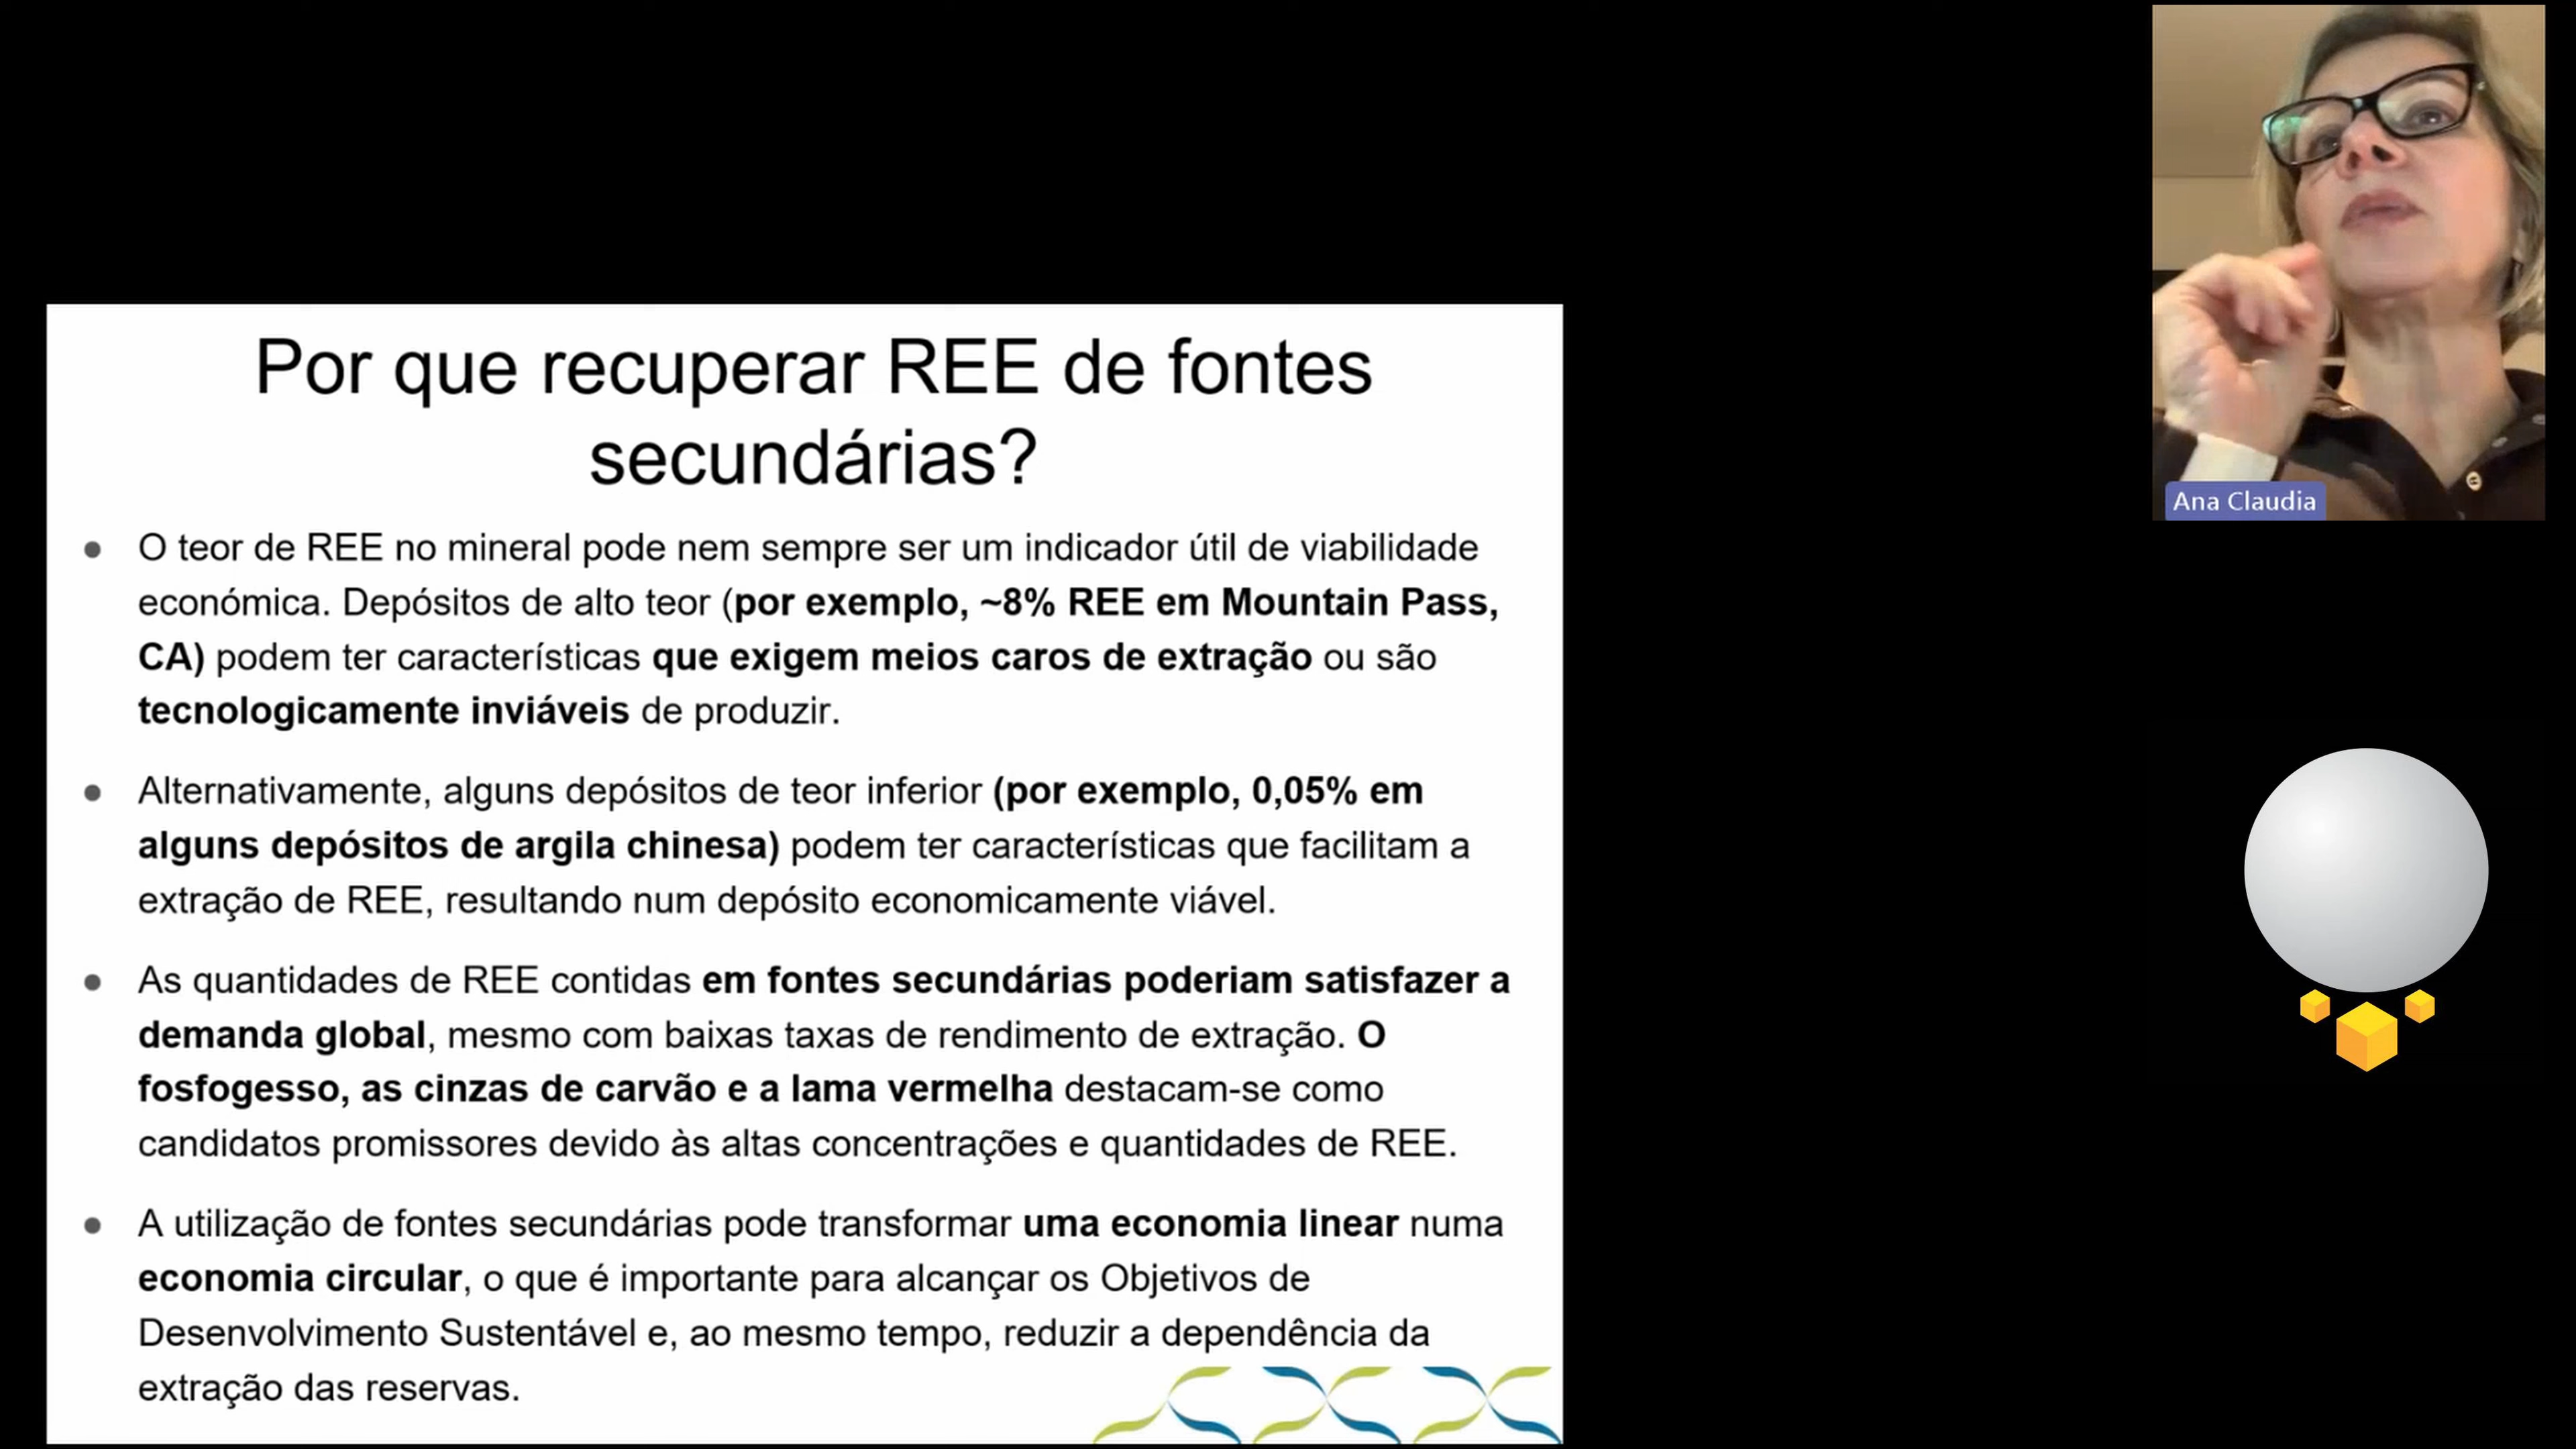 Por que recuperar REE de fontes
secundárias?
● O teor de REE no mineral pode nem sempre ser um indicador útil de viabilidade
económica. Depósitos de alto teor (por exemplo, ~8% REE em Mountain Pass,
CA) podem ter características que exigem meios caros de extração ou são
tecnologicamente inviáveis de produzir.
● Alternativamente, alguns depósitos de teor inferior (por exemplo, 0,05% em
alguns depósitos de argila chinesa) podem ter características que facilitam a
extração de REE, resultando num depósito economicamente viável.
● As quantidades de REE contidas em fontes secundárias poderiam satisfazer a
demanda global, mesmo com baixas taxas de rendimento de extração. O
fosfogesso, as cinzas de carvão e a lama vermelha destacam-se como
candidatos promissores devido às altas concentrações e quantidades de REE.
● A utilização de fontes secundárias pode transformar uma economia linear numa
economia circular, o que é importante para alcançar os Objetivos de
Desenvolvimento Sustentável e, ao mesmo tempo, reduzir a dependência da
extração das reservas.
Ana Claudia